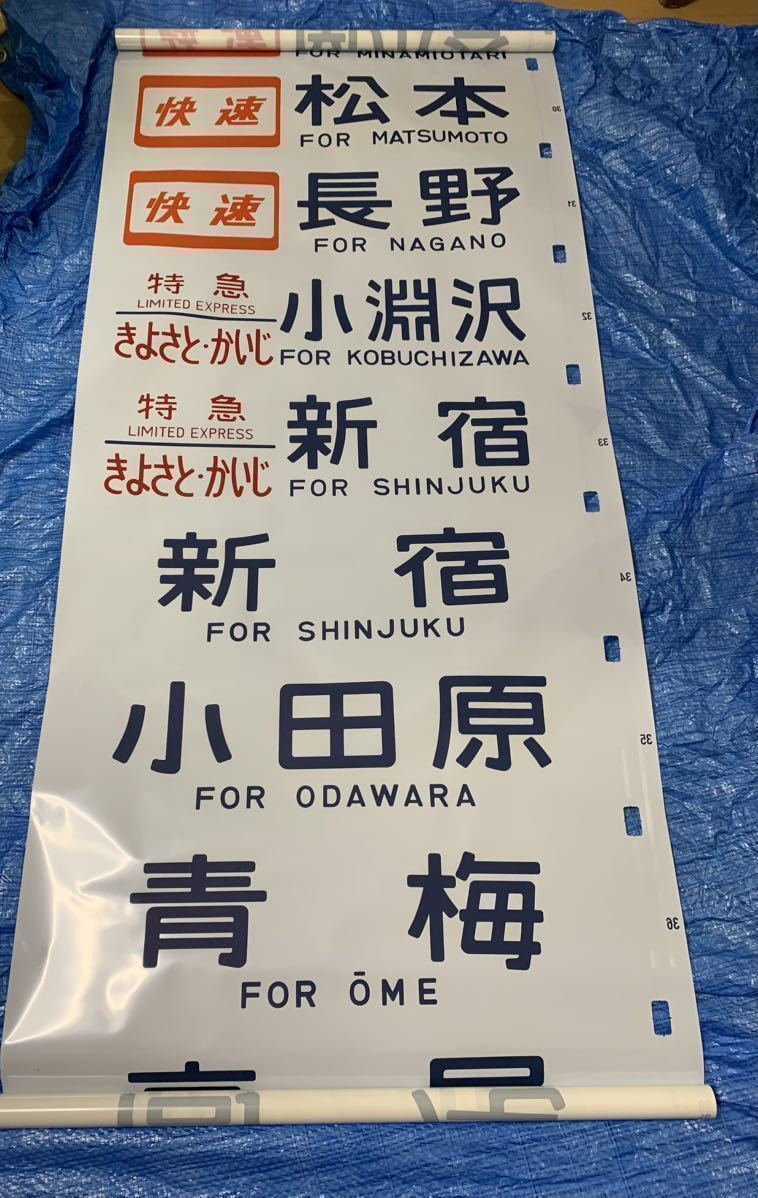 FOR MINAMIOTARI
快速 松本
FOR MATSUMOTO
30
快速 長野
FOR NAGANO
31
特急
LIMITED EXPRESS
きよさと・かいじ
小淵沢
FOR KOBUCHIZAWA
32
特急
LIMITED EXPRESS
きよさと・かいじ
新宿
FOR SHINJUKU
33
新宿
FOR SHINJUKU
34
小田原
FOR ODAWARA
35
青梅
FOR ŌME
36